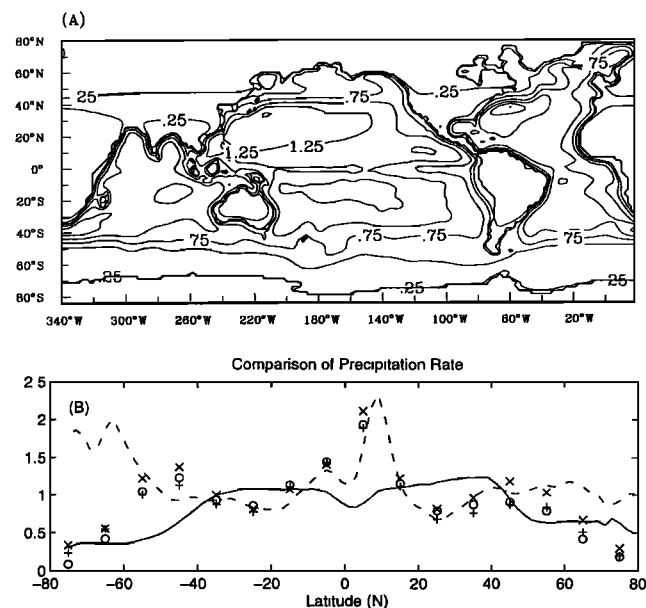 (A)
80°N
60°N
40°N
20°N
0°
20°S
40°S
60°S
80°S
.25
.25
.75
.25
.75
1.25
1.25
.75
.75
.75
.75
.25
.25
.25
340°W 300°W 260°W 220°W 180°W 140°W 100°W 60°W 20°W
Comparison of Precipitation Rate
(B)
2 5
2
1.5
1
0.5
0
−80 −60 −40 −20 0 20 40 60 80
Latitude (N)